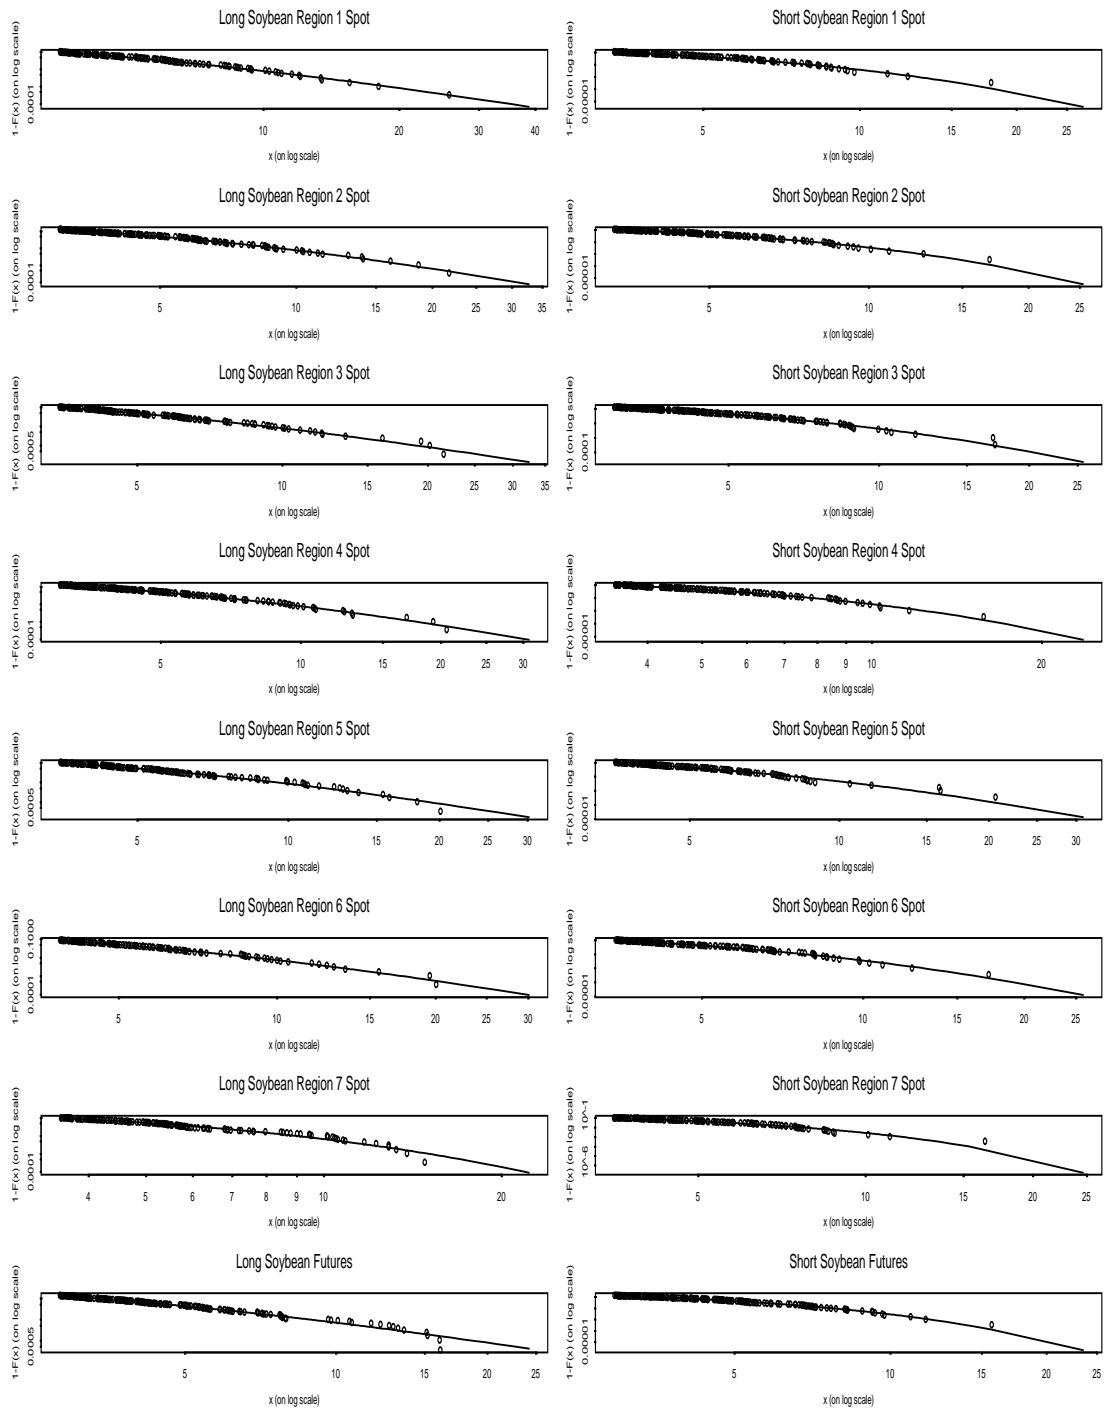 Long Soybean Region 1 Spot
1-F(x) (on log scale)
0.0001
10 20 30 40
x (on log scale)
Short Soybean Region 1 Spot
1-F(x) (on log scale)
0.0001
5 10 15 20 25
x (on log scale)
Long Soybean Region 2 Spot
1-F(x) (on log scale)
0.0001
5 10 15 20 25 30 35
x (on log scale)
Short Soybean Region 2 Spot
1-F(x) (on log scale)
0.00001
5 10 15 20 25
x (on log scale)
Long Soybean Region 3 Spot
1-F(x) (on log scale)
0.0005
5 10 15 20 25 30 35
x (on log scale)
Short Soybean Region 3 Spot
1-F(x) (on log scale)
0.0001
5 10 15 20 25
x (on log scale)
Long Soybean Region 4 Spot
1-F(x) (on log scale)
0.0001
5 10 15 20 25 30
x (on log scale)
Short Soybean Region 4 Spot
1-F(x) (on log scale)
0.0001
4 5 6 7 8 9 10 20
x (on log scale)
Long Soybean Region 5 Spot
1-F(x) (on log scale)
0.0005
5 10 15 20 25 30
x (on log scale)
Short Soybean Region 5 Spot
1-F(x) (on log scale)
0.00001
5 10 15 20 25 30
x (on log scale)
Long Soybean Region 6 Spot
1-F(x) (on log scale)
0.0001 0.1000
5 10 15 20 25 30
x (on log scale)
Short Soybean Region 6 Spot
1-F(x) (on log scale)
0.0001
5 10 15 20 25
x (on log scale)
Long Soybean Region 7 Spot
1-F(x) (on log scale)
0.0001
4 5 6 7 8 9 10 20
x (on log scale)
Short Soybean Region 7 Spot
1-F(x) (on log scale)
10^-6 10^-1
5 10 15 20 25
x (on log scale)
Long Soybean Futures
1-F(x) (on log scale)
0.0005
5 10 15 20 25
x (on log scale)
Short Soybean Futures
1-F(x) (on log scale)
0.00001
5 10 15 20 25
x (on log scale)